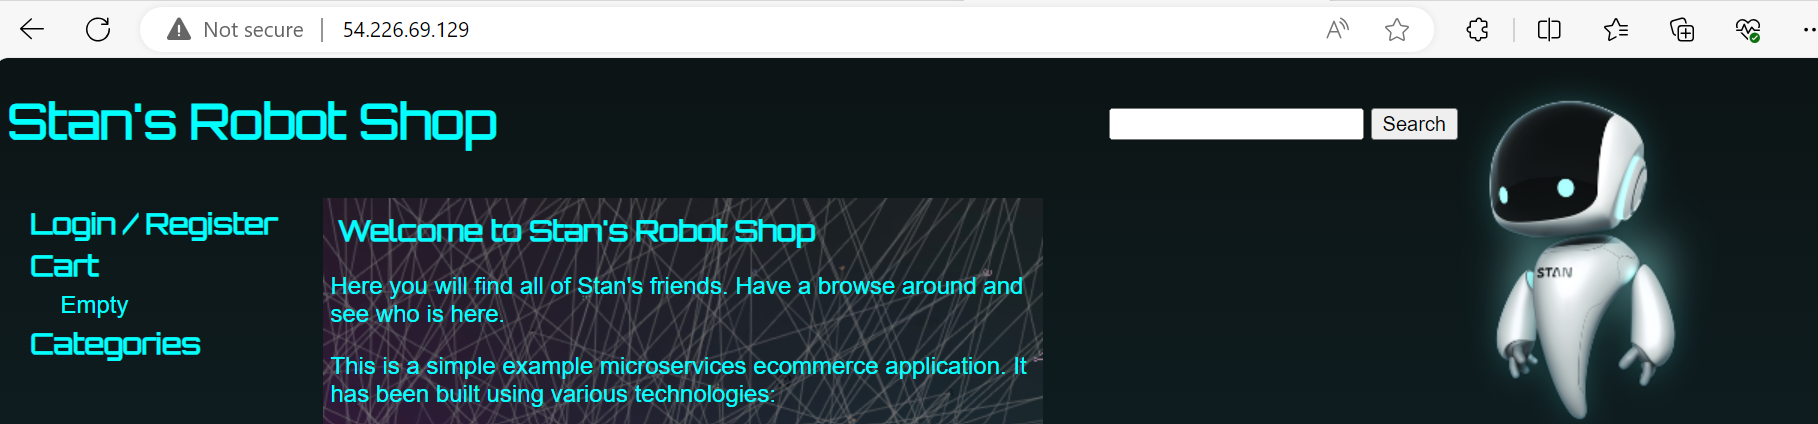 Not secure 54.226.69.129
Stan's Robot Shop
Search
Login / Register
Cart
Empty
Categories
Welcome to Stan's Robot Shop
Here you will find all of Stan's friends. Have a browse around and
see who is here.
This is a simple example microservices ecommerce application. It
has been built using various technologies:
STAN